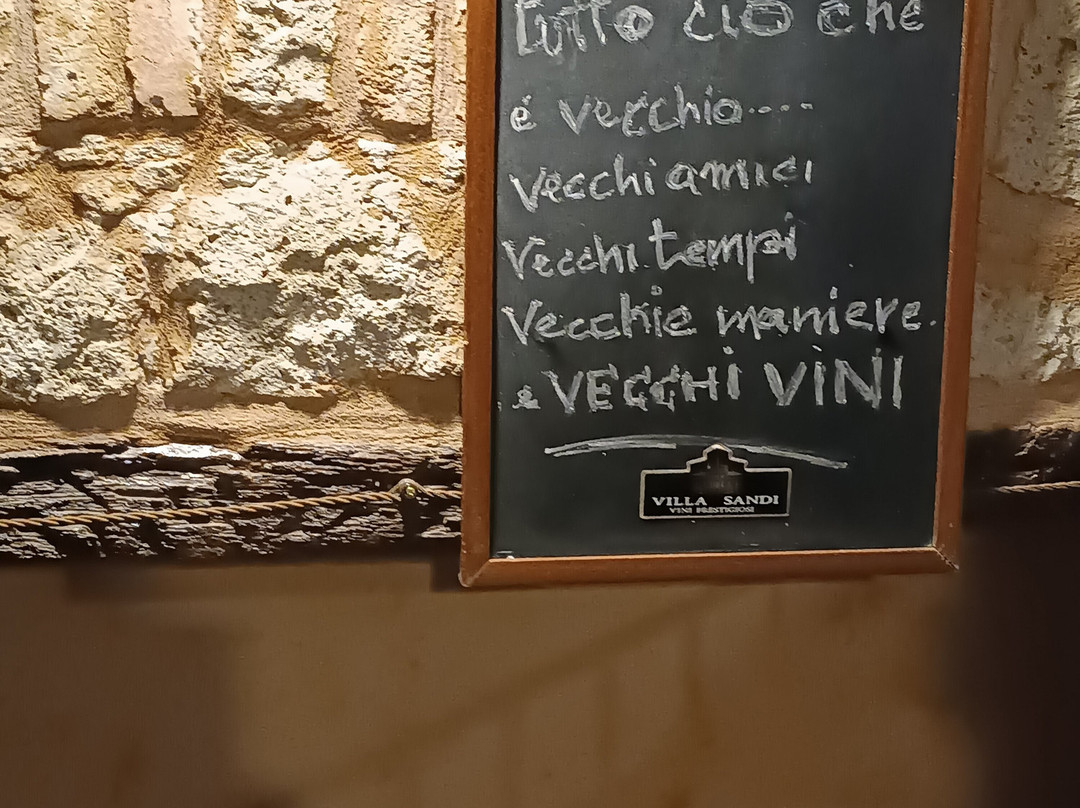 tutto ciò che
é vecchio....
Vecchi amici
Vecchi tempi
Vecchie maniere.
e VECCHI VINI
VILLA SANDI
VINI PRESTIGIOSI